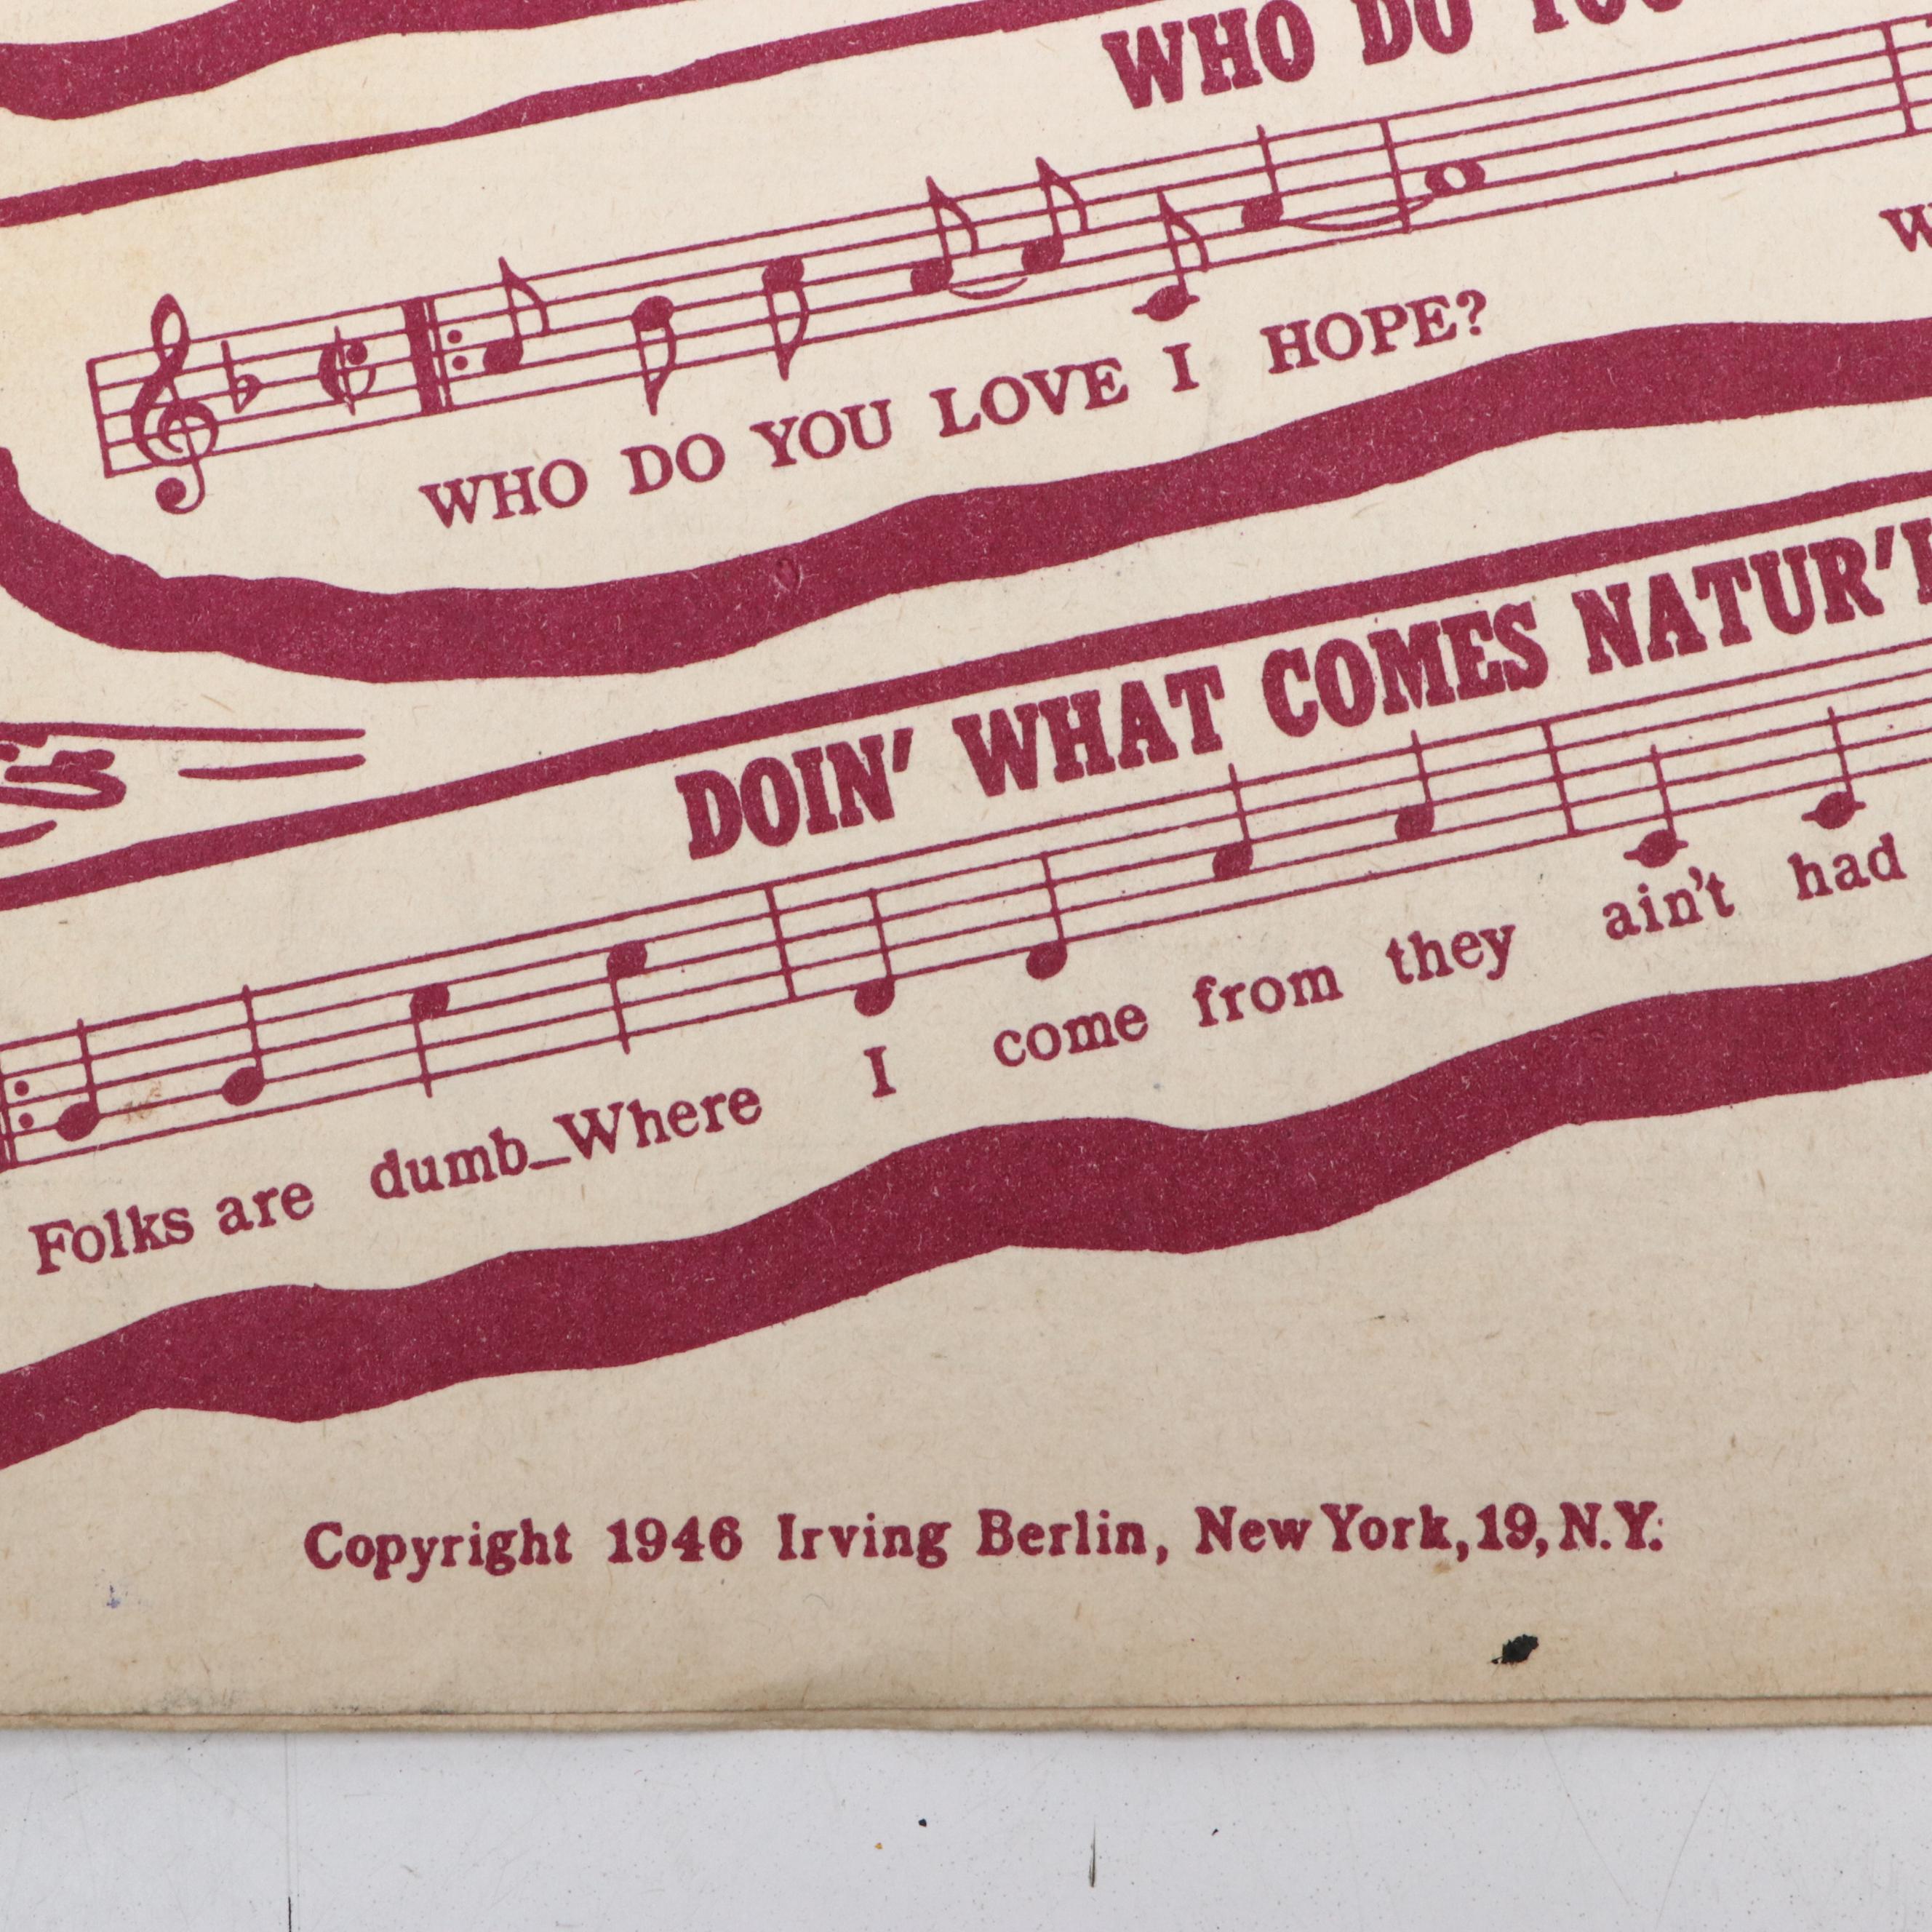 WHO DO YOU
WHO DO YOU LOVE I HOPE?
DOIN' WHAT COMES NATUR'
Folks are dumb_Where I come from they ain't had
Copyright 1946 Irving Berlin, New York, 19, N.Y.